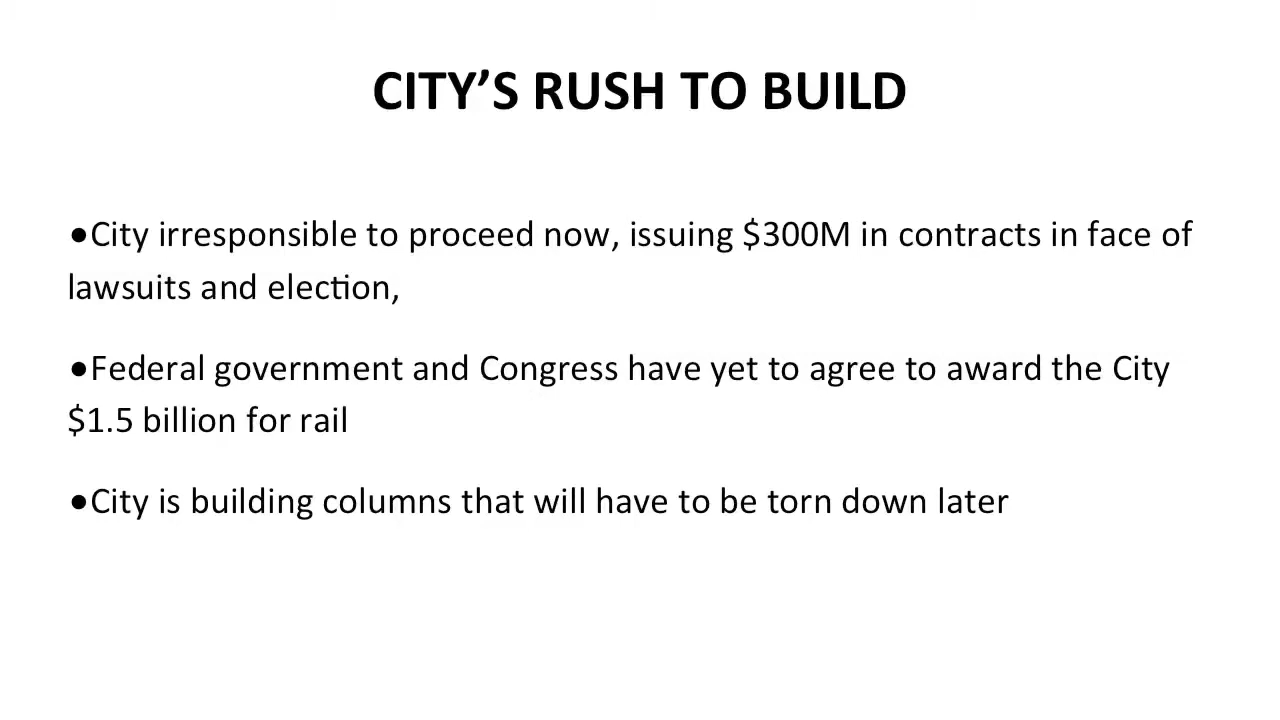 CITY’S RUSH TO BUILD
●City irresponsible to proceed now, issuing $300M in contracts in face of
lawsuits and election,
●Federal government and Congress have yet to agree to award the City
$1.5 billion for rail
●City is building columns that will have to be torn down later